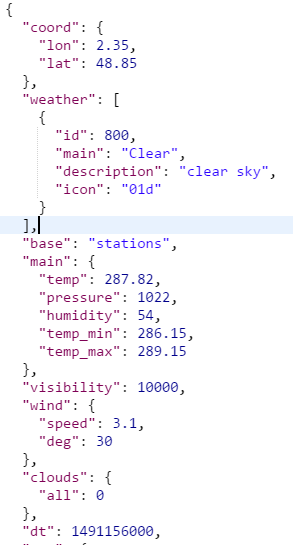 {
  "coord": {
    "lon": 2.35,
    "lat": 48.85
  },
  "weather": [
    {
      "id": 800,
      "main": "Clear",
      "description": "clear sky",
      "icon": "01d"
    }
  ],
  "base": "stations",
  "main": {
    "temp": 287.82,
    "pressure": 1022,
    "humidity": 54,
    "temp_min": 286.15,
    "temp_max": 289.15
  },
  "visibility": 10000,
  "wind": {
    "speed": 3.1,
    "deg": 30
  },
  "clouds": {
    "all": 0
  },
  "dt": 1491156000,